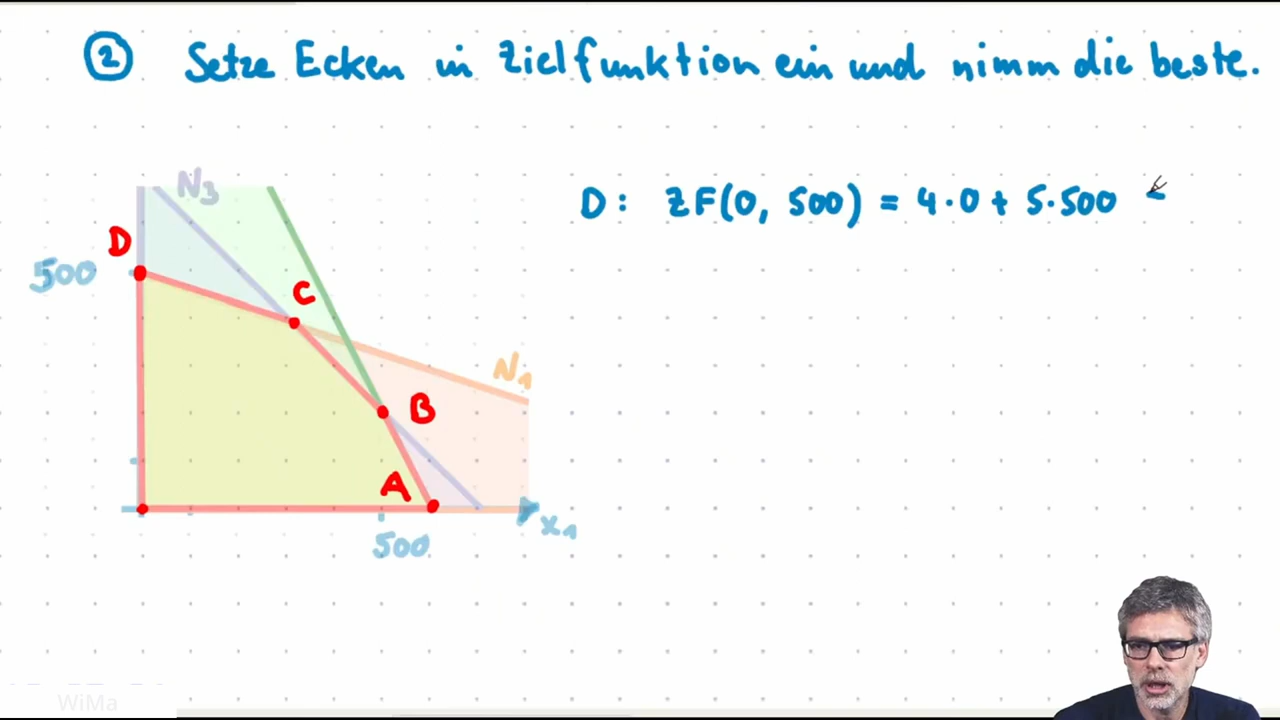 ② Setze Ecken in Zielfunktion ein und nimm die beste.
N₃
D
D: ZF(0, 500) = 4·0 + 5·500
500
C
N₁
B
A
x₁
500
WiMa